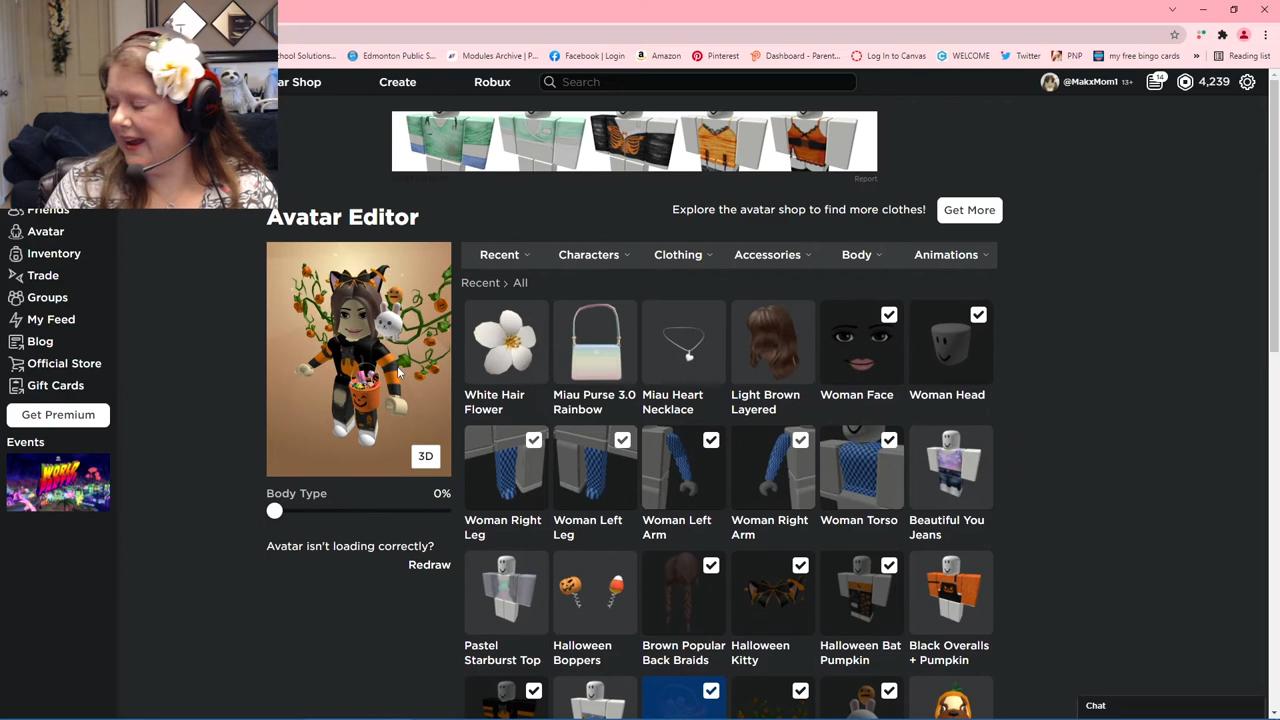 chool Solutions...
Edmonton Public S...
Modules Archive | P...
Facebook | Login
Amazon
Pinterest
Dashboard - Parent...
Log In to Canvas
WELCOME
Twitter
PNP
my free bingo cards
»
Reading list
ar Shop
Create
Robux
Search
@MakxMom1 13+
14
4,239
Report
Friends
Avatar
Inventory
Trade
Groups
My Feed
Blog
Official Store
Gift Cards
Get Premium
Events
WORLD PARTY
Avatar Editor
Explore the avatar shop to find more clothes!
Get More
3D
Body Type 0%
Avatar isn't loading correctly?
Redraw
Recent
Characters
Clothing
Accessories
Body
Animations
Recent > All
White Hair
Flower
Miau Purse 3.0
Rainbow
Miau Heart
Necklace
Light Brown
Layered
Woman Face
Woman Head
Woman Right
Leg
Woman Left
Leg
Woman Left
Arm
Woman Right
Arm
Woman Torso
Beautiful You
Jeans
Pastel
Starburst Top
Halloween
Boppers
Brown Popular
Back Braids
Halloween
Kitty
Halloween Bat
Pumpkin
Black Overalls
+ Pumpkin
Chat